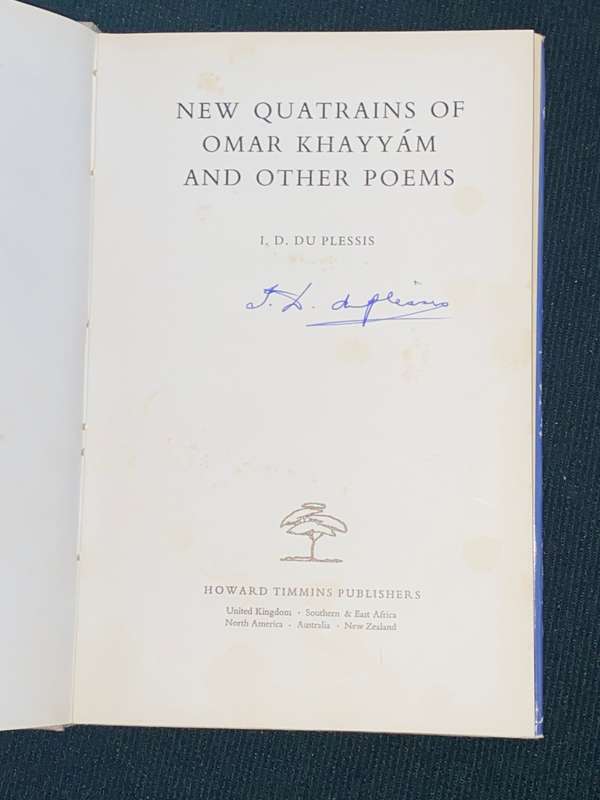 NEW QUATRAINS OF
OMAR KHAYYÁM
AND OTHER POEMS
I. D. DU PLESSIS
I. D. du Plessis
HOWARD TIMMINS PUBLISHERS
United Kingdom · Southern & East Africa
North America · Australia · New Zealand